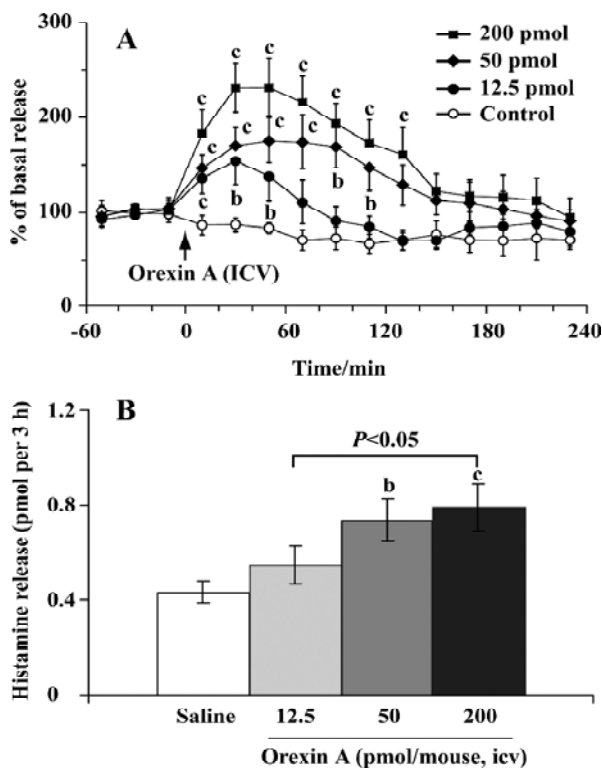 300
A
200 pmol
50 pmol
12.5 pmol
Control
c c c c c c c
c c c c b b
c b b
200
100
0
% of basal release
Orexin A (ICV)
-60 0 60 120 180 240
Time/min
B
1.2
0.8
0.4
0
Histamine release (pmol per 3 h)
P<0.05
b c
Saline 12.5 50 200
Orexin A (pmol/mouse, icv)